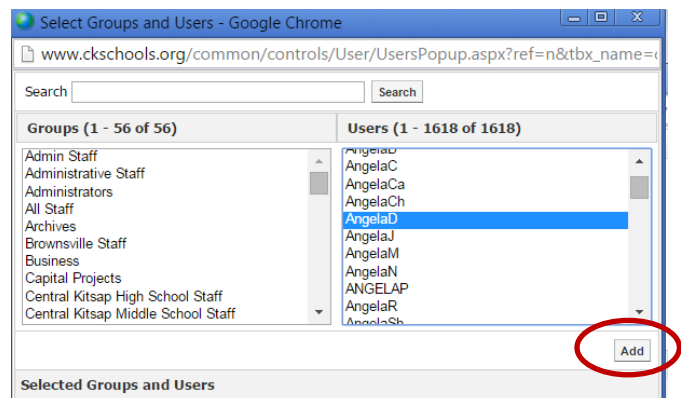 Select Groups and Users - Google Chrome
www.ckschools.org/common/controls/User/UsersPopup.aspx?ref=n&tbx_name=
Search Search
Groups (1 - 56 of 56)
Admin Staff
Administrative Staff
Administrators
All Staff
Archives
Brownsville Staff
Business
Capital Projects
Central Kitsap High School Staff
Central Kitsap Middle School Staff
Users (1 - 1618 of 1618)
AngelaB
AngelaC
AngelaCa
AngelaCh
AngelaD
AngelaJ
AngelaM
AngelaN
ANGELAP
AngelaR
AngelaSh
Add
Selected Groups and Users